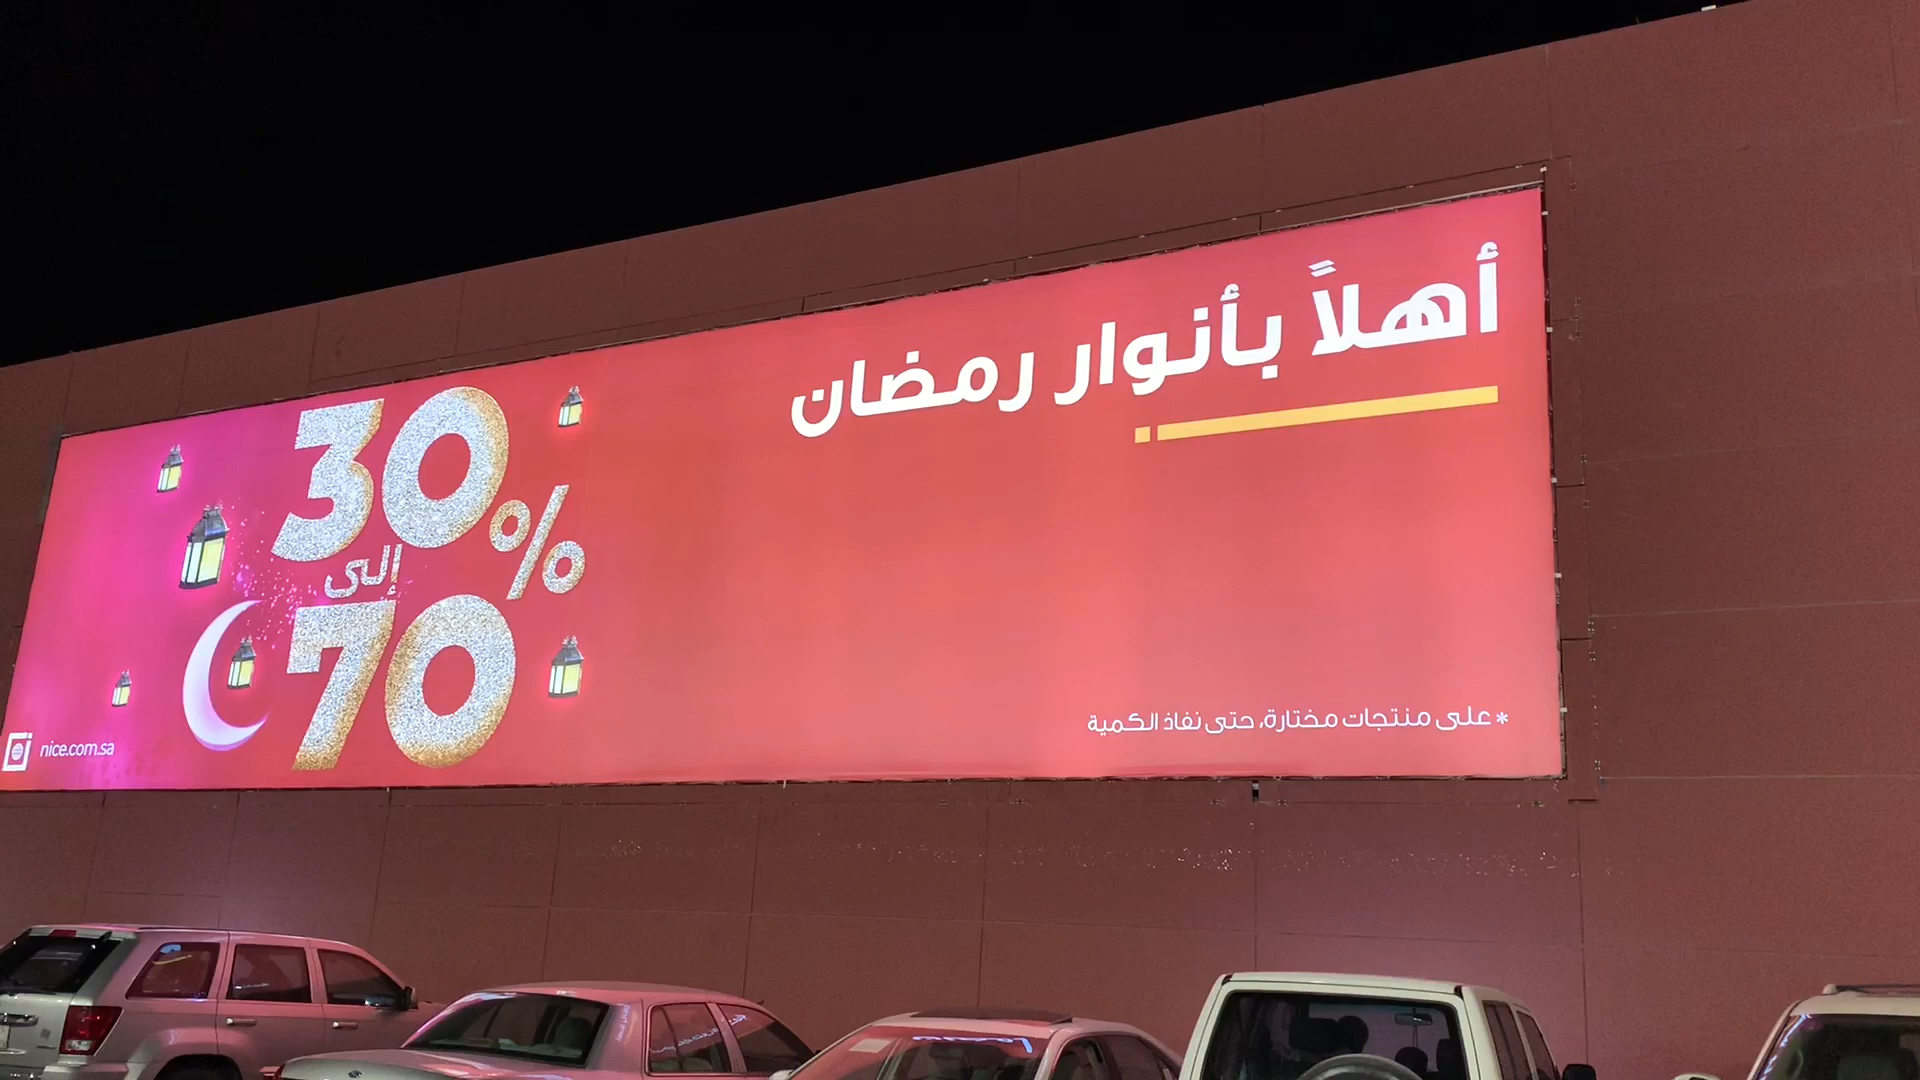 أهلاً بأنوار رمضان
30%
إلى
70
* على منتجات مختارة، حتى نفاذ الكمية
nice.com.sa